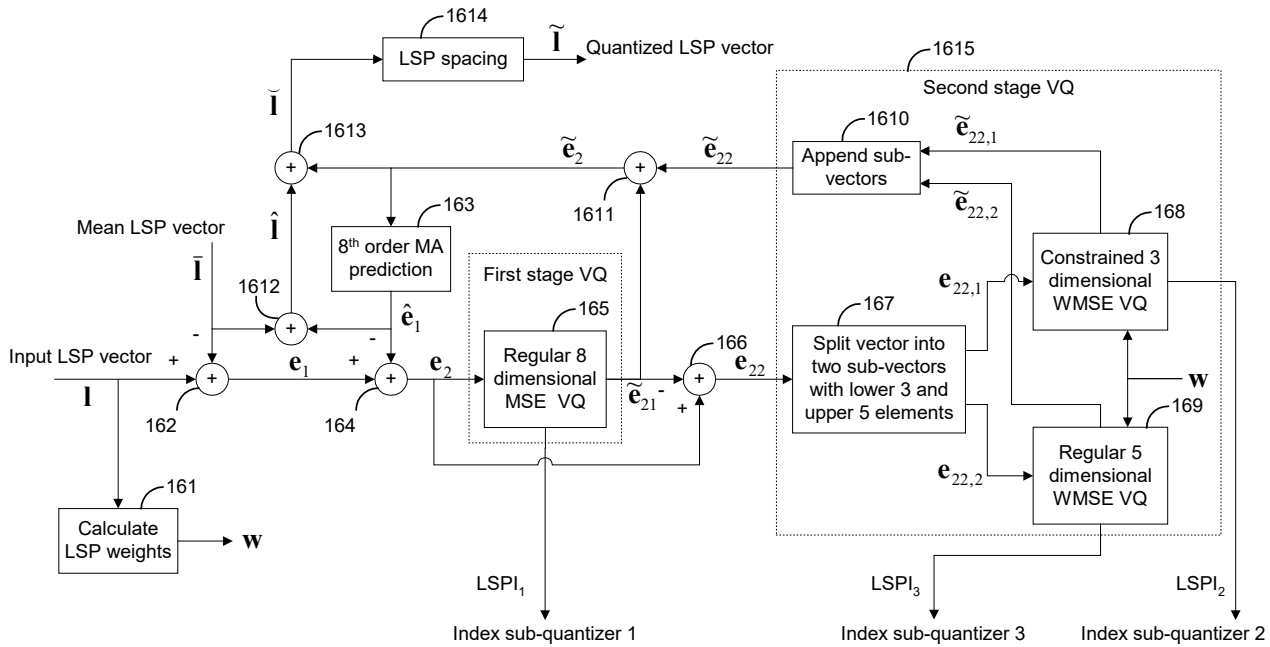 1614
LSP spacing
l̃
Quantized LSP vector
1615
Second stage VQ
l̆
1613
+
ẽ₂
+
1611
ẽ₂₂
1610
Append sub-
vectors
ẽ₂₂,₁
ẽ₂₂,₂
Mean LSP vector
l̄
l̂
163
8th order MA
prediction
ê₁
168
Constrained 3
dimensional
WMSE VQ
e₂₂,₁
1612
+
-
-
First stage VQ
165
Regular 8
dimensional
MSE VQ
167
Split vector into
two sub-vectors
with lower 3 and
upper 5 elements
Input LSP vector
l
+
+
162
e₁
+
+
164
e₂
ẽ₂₁
-
+
+
166
e₂₂
w
169
Regular 5
dimensional
WMSE VQ
e₂₂,₂
161
Calculate
LSP weights
w
LSPI₁
LSPI₃
LSPI₂
Index sub-quantizer 1
Index sub-quantizer 3
Index sub-quantizer 2